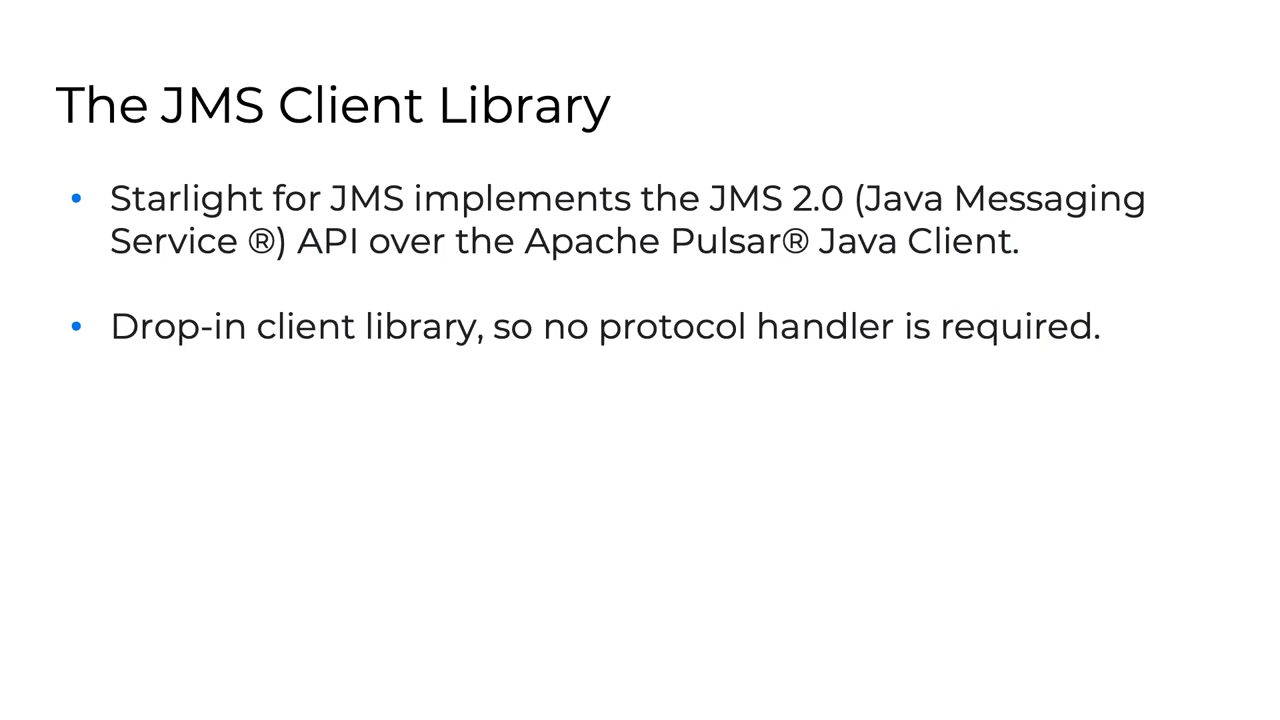 The JMS Client Library
• Starlight for JMS implements the JMS 2.0 (Java Messaging
Service ®) API over the Apache Pulsar® Java Client.
• Drop-in client library, so no protocol handler is required.